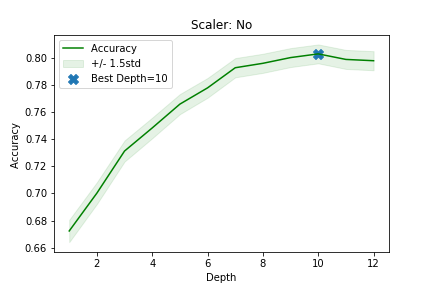 Scaler: No
Accuracy
+/- 1.5std
Best Depth=10
Accuracy
0.80
0.78
0.76
0.74
0.72
0.70
0.68
0.66
2 4 6 8 10 12
Depth